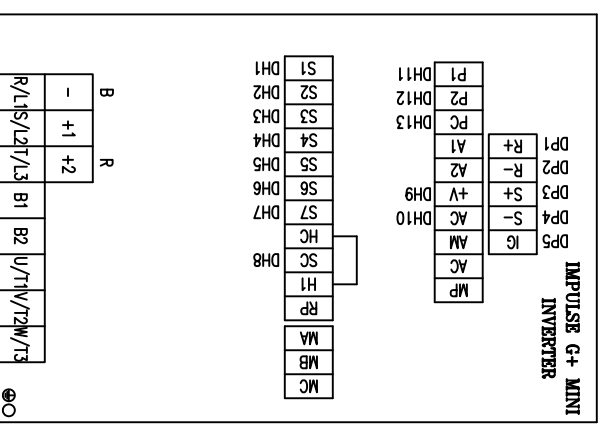 IMPULSE G+ MINI
INVERTER
R/L1 S/L2 T/L3 B1 B2 U/T1 V/T2 W/T3
- +1 +2
B R
DH1 S1
DH2 S2
DH3 S3
DH4 S4
DH5 S5
DH6 S6
DH7 S7
HC
DH8 SC
H1
RP
MA
MB
MC
DH11 P1
DH12 P2
DH13 PC
A1
A2
DH9 +V
DH10 AC
AM
AC
MP
R+ DP1
R- DP2
S+ DP3
S- DP4
IG DP5